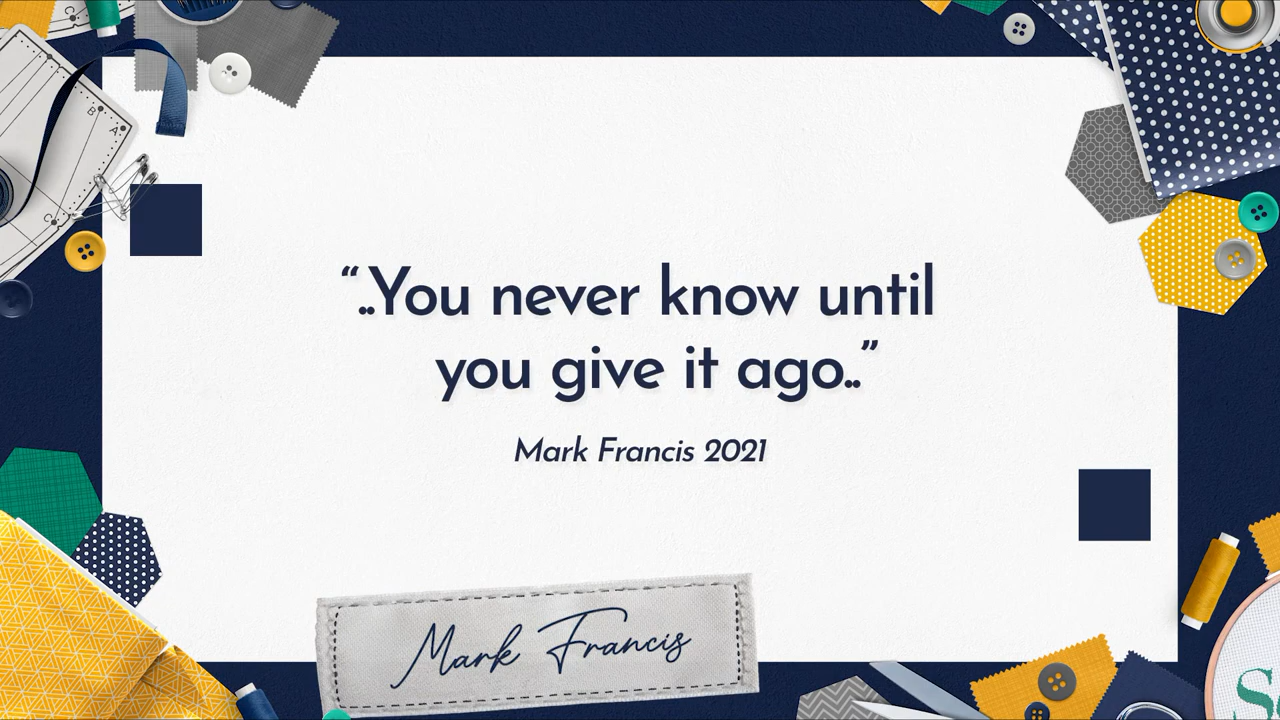 “..You never know until
you give it ago..”
Mark Francis 2021
Mark Francis
B
A
C